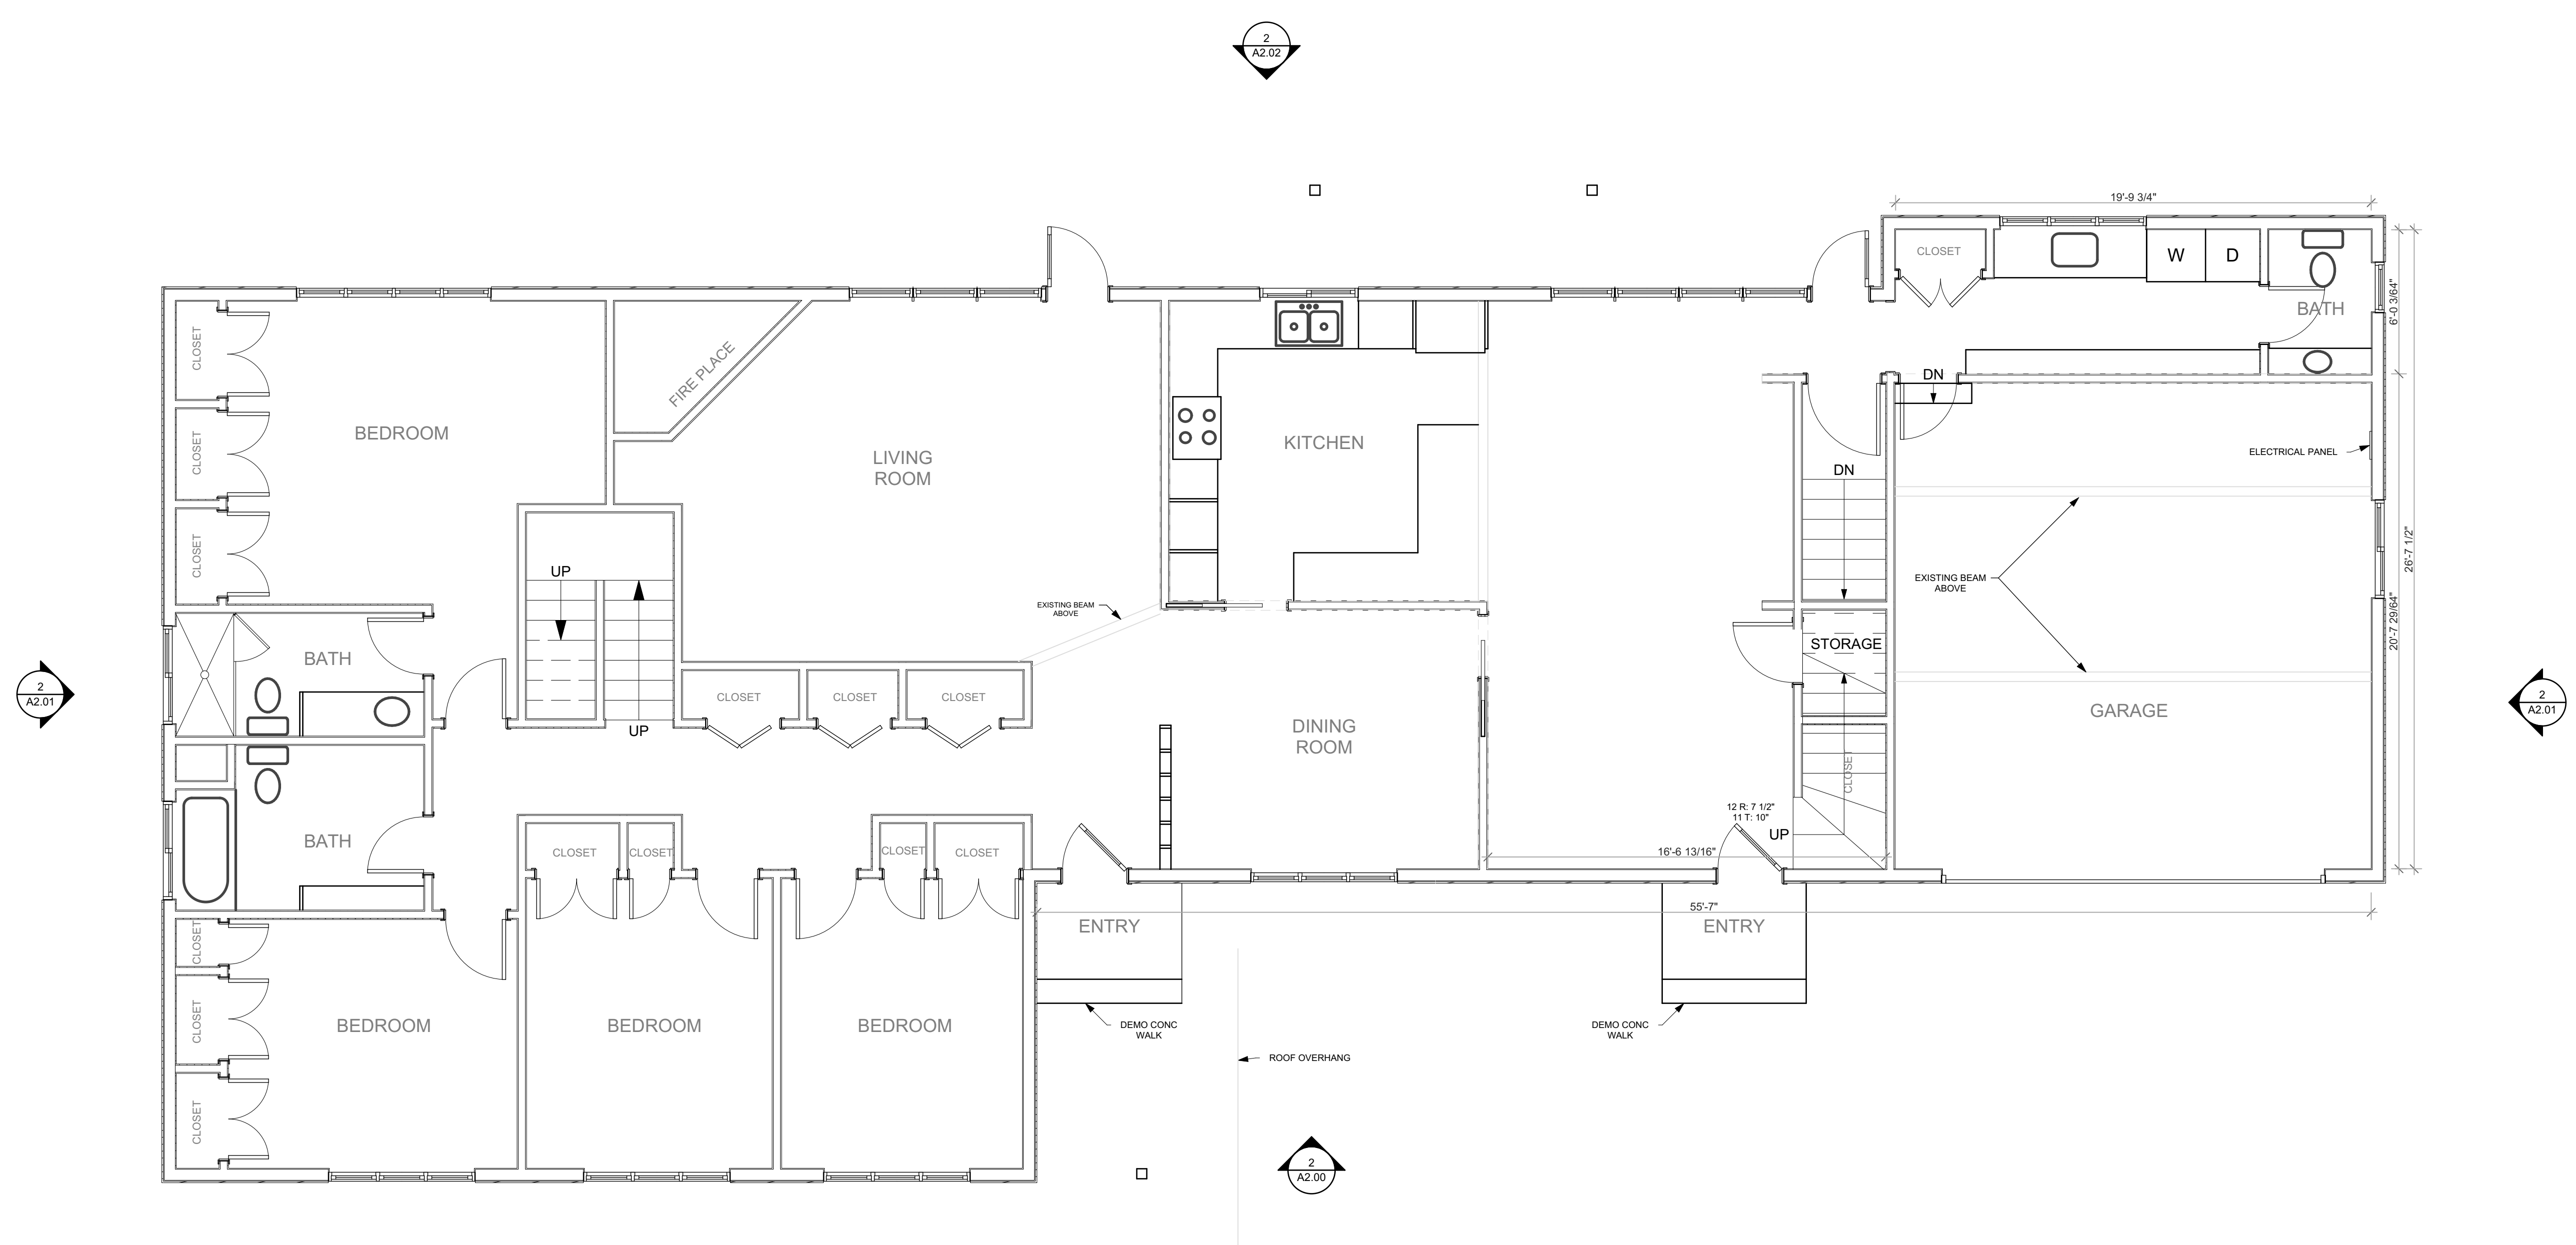 2
A2.02
19'-9 3/4"
CLOSET
W
D
BATH
6'-0 3/64"
CLOSET
FIRE PLACE
BEDROOM
LIVING
ROOM
KITCHEN
DN
DN
ELECTRICAL PANEL
CLOSET
CLOSET
UP
EXISTING BEAM
ABOVE
EXISTING BEAM
ABOVE
26'-7 1/2"
20'-7 29/64"
BATH
STORAGE
2
A2.01
CLOSET
CLOSET
CLOSET
UP
DINING
ROOM
GARAGE
2
A2.01
CLOSET
12 R: 7 1/2"
11 T: 10"
UP
BATH
CLOSET
CLOSET
CLOSET
CLOSET
16'-6 13/16"
55'-7"
ENTRY
ENTRY
CLOSET
CLOSET
BEDROOM
BEDROOM
BEDROOM
DEMO CONC
WALK
DEMO CONC
WALK
ROOF OVERHANG
CLOSET
2
A2.00